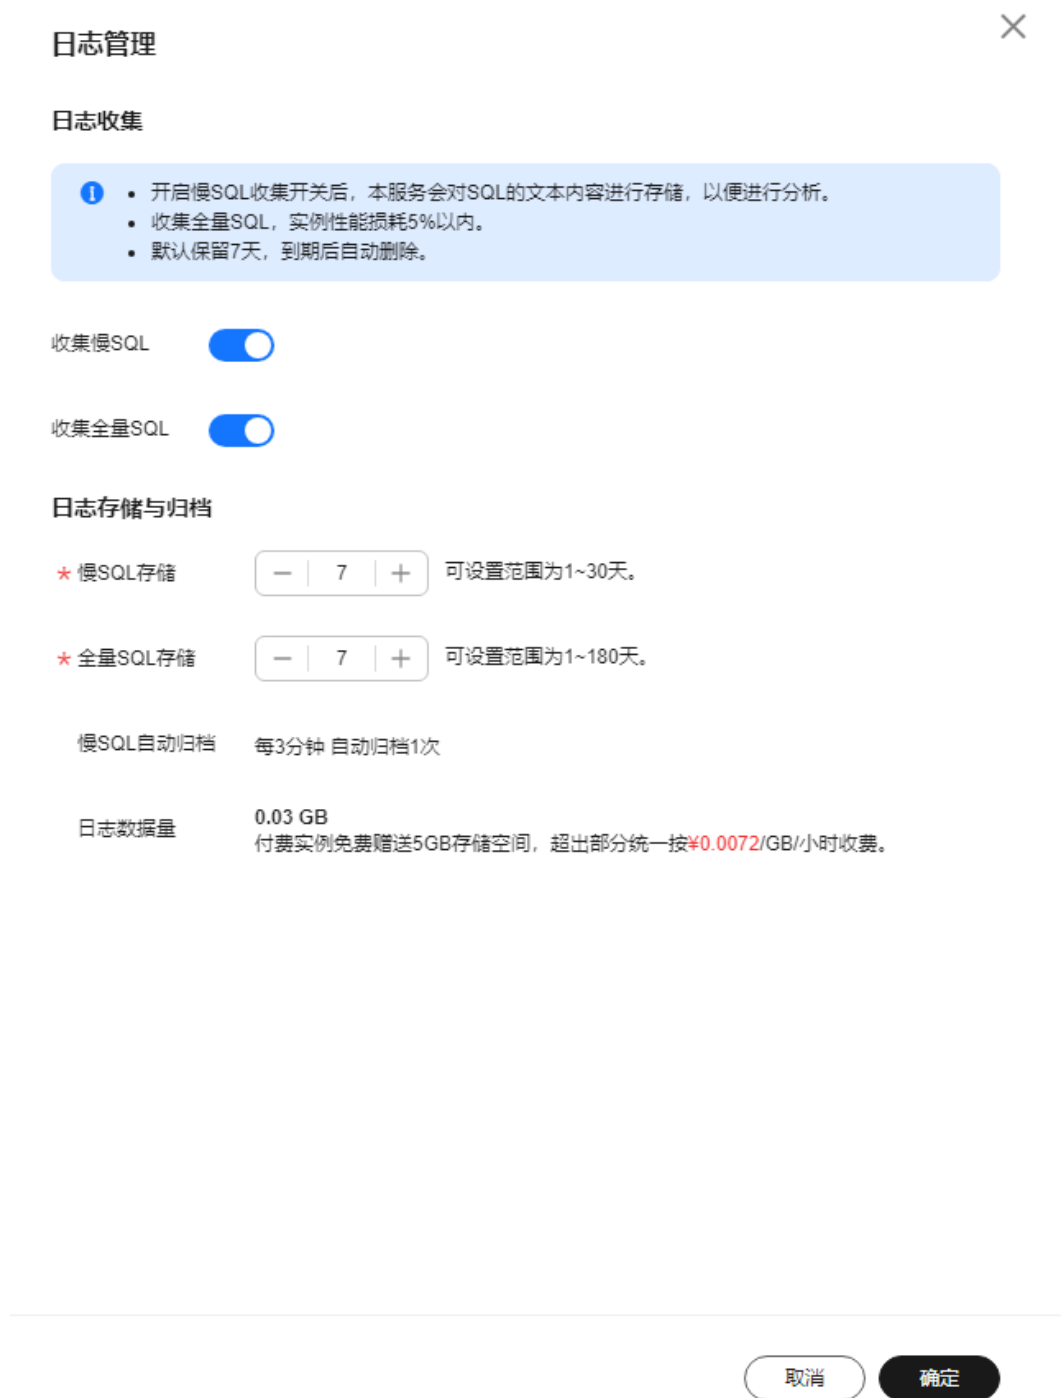 日志管理
日志收集
开启慢SQL收集开关后，本服务会对SQL的文本内容进行存储，以便进行分析。
收集全量SQL，实例性能损耗5%以内。
默认保留7天，到期后自动删除。
收集慢SQL
收集全量SQL
日志存储与归档
* 慢SQL存储 − 7 + 可设置范围为1~30天。
* 全量SQL存储 − 7 + 可设置范围为1~180天。
慢SQL自动归档 每3分钟 自动归档1次
日志数据量 0.03 GB
付费实例免费赠送5GB存储空间，超出部分统一按¥0.0072/GB/小时收费。
取消 确定